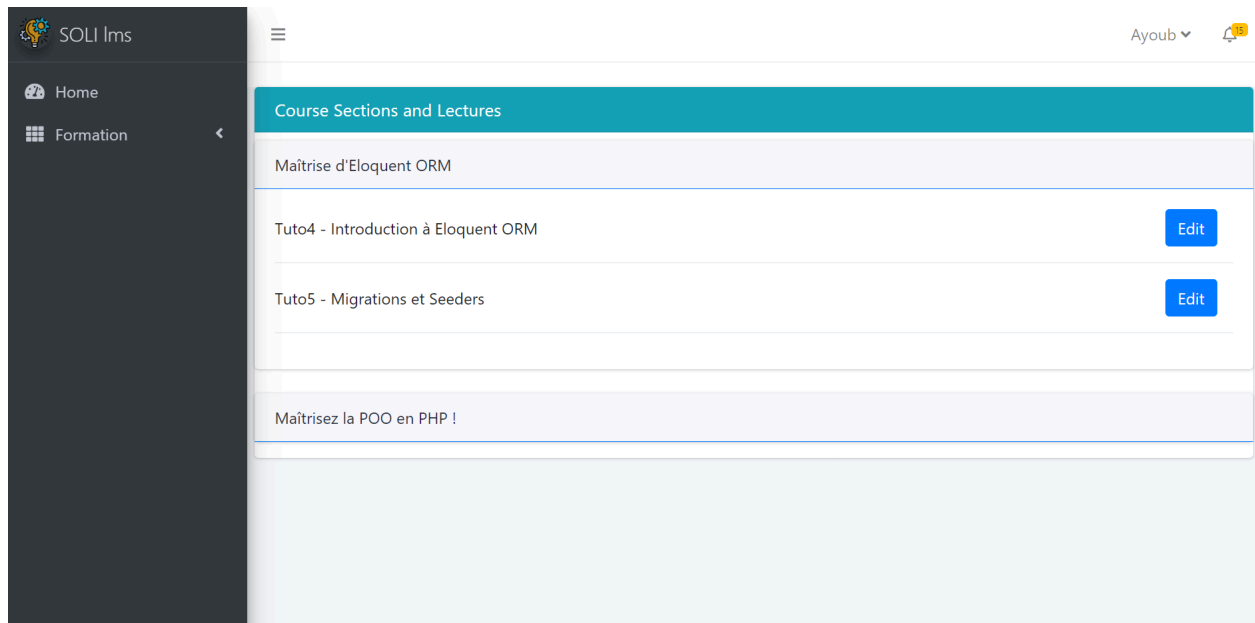 SOLI lms
Ayoub
15
Home
Formation
Course Sections and Lectures
Maîtrise d'Eloquent ORM
Tuto4 - Introduction à Eloquent ORM
Edit
Tuto5 - Migrations et Seeders
Edit
Maîtrisez la POO en PHP !